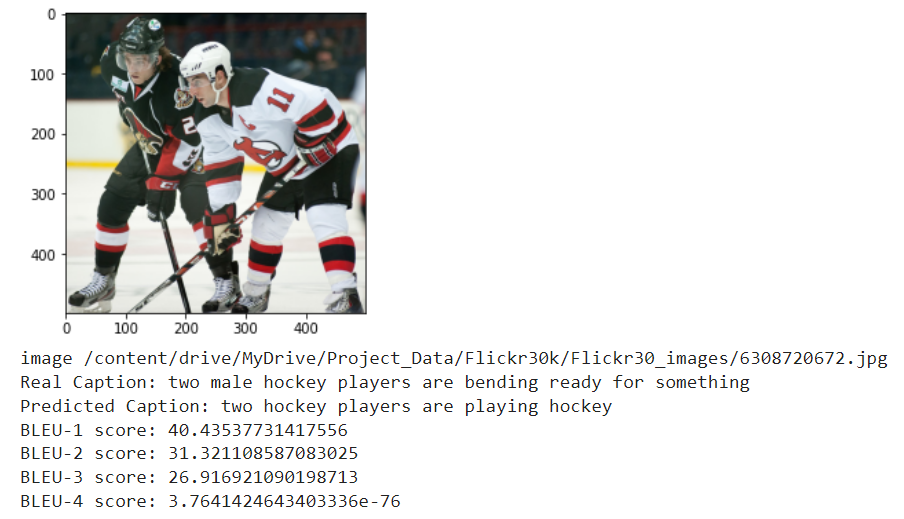 0
100
200
300
400
11
2
0 100 200 300 400
image /content/drive/MyDrive/Project_Data/Flickr30k/Flickr30_images/6308720672.jpg
Real Caption: two male hockey players are bending ready for something
Predicted Caption: two hockey players are playing hockey
BLEU-1 score: 40.43537731417556
BLEU-2 score: 31.321108587083025
BLEU-3 score: 26.916921090198713
BLEU-4 score: 3.7641424643403336e-76